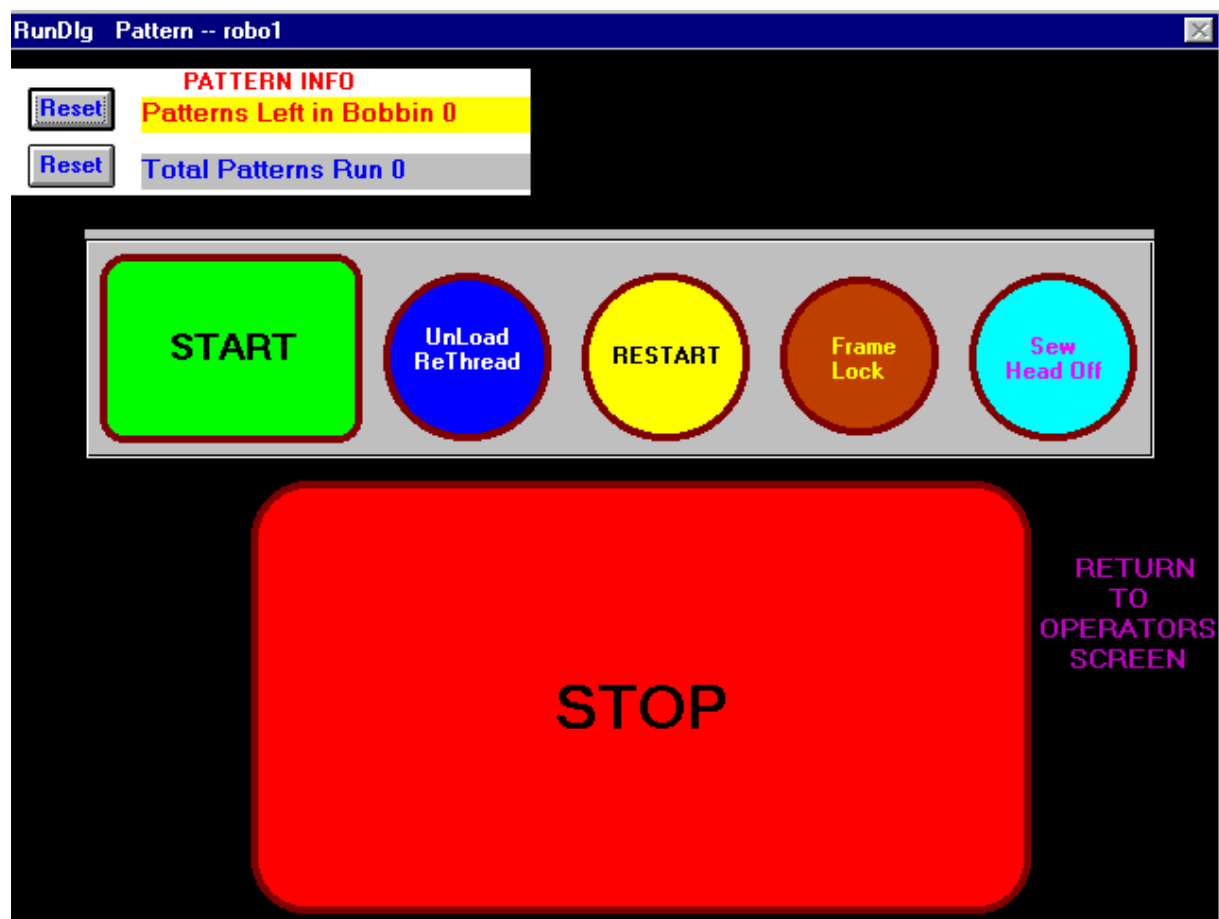 RunDlg Pattern -- robo1
PATTERN INFO
Reset
Patterns Left in Bobbin 0
Reset
Total Patterns Run 0
START
UnLoad
ReThread
RESTART
Frame
Lock
Sew
Head Off
STOP
RETURN
TO
OPERATORS
SCREEN